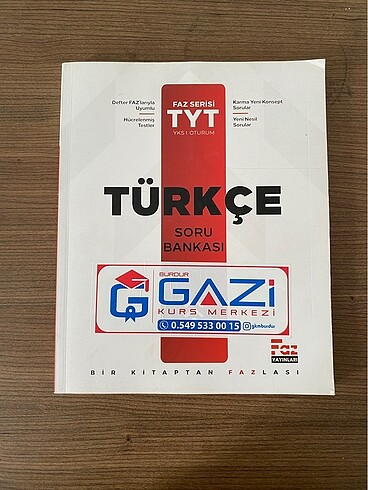 FAZ SERİSİ
TYT
YKS I. OTURUM
Defter FAZ'larıyla
Uyumlu
Hücrelenmiş
Testler
Karma Yeni Konsept
Sorular
Yeni Nesil
Sorular
TÜRKÇE
SORU
BANKASI
BURDUR
GAZİ
KURS MERKEZİ
0.549 533 00 15
gkmburdur
Faz
YAYINLARI
BİR KİTAPTAN FAZLASI